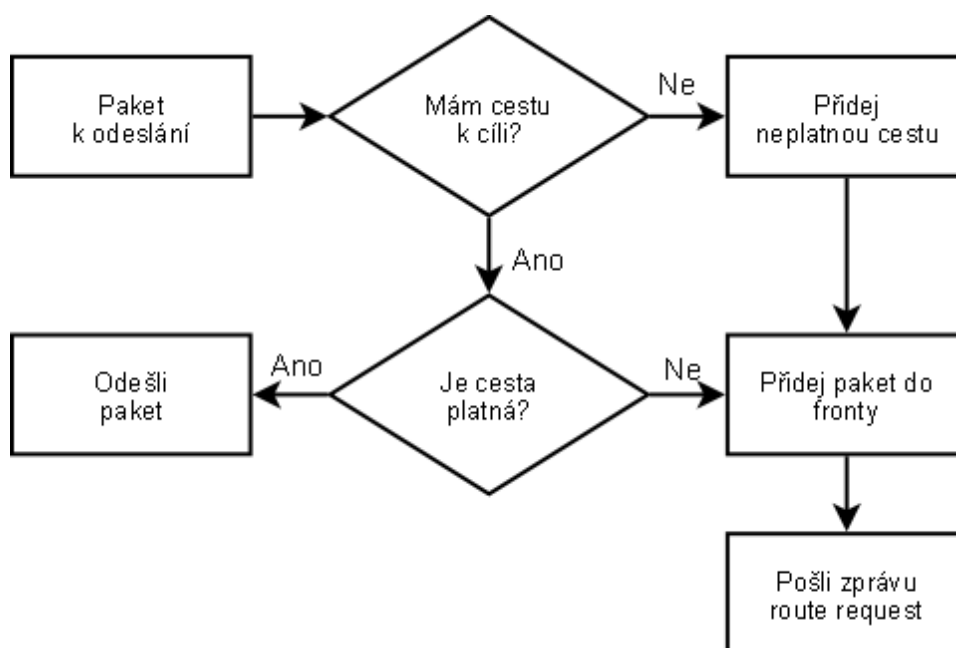 Paket
k odeslání
Mám cestu
k cíli?
Ne
Přidej
neplatnou cestu
Ano
Odešli
paket
Ano
Je cesta
platná?
Ne
Přidej paket do
fronty
Pošli zprávu
route request